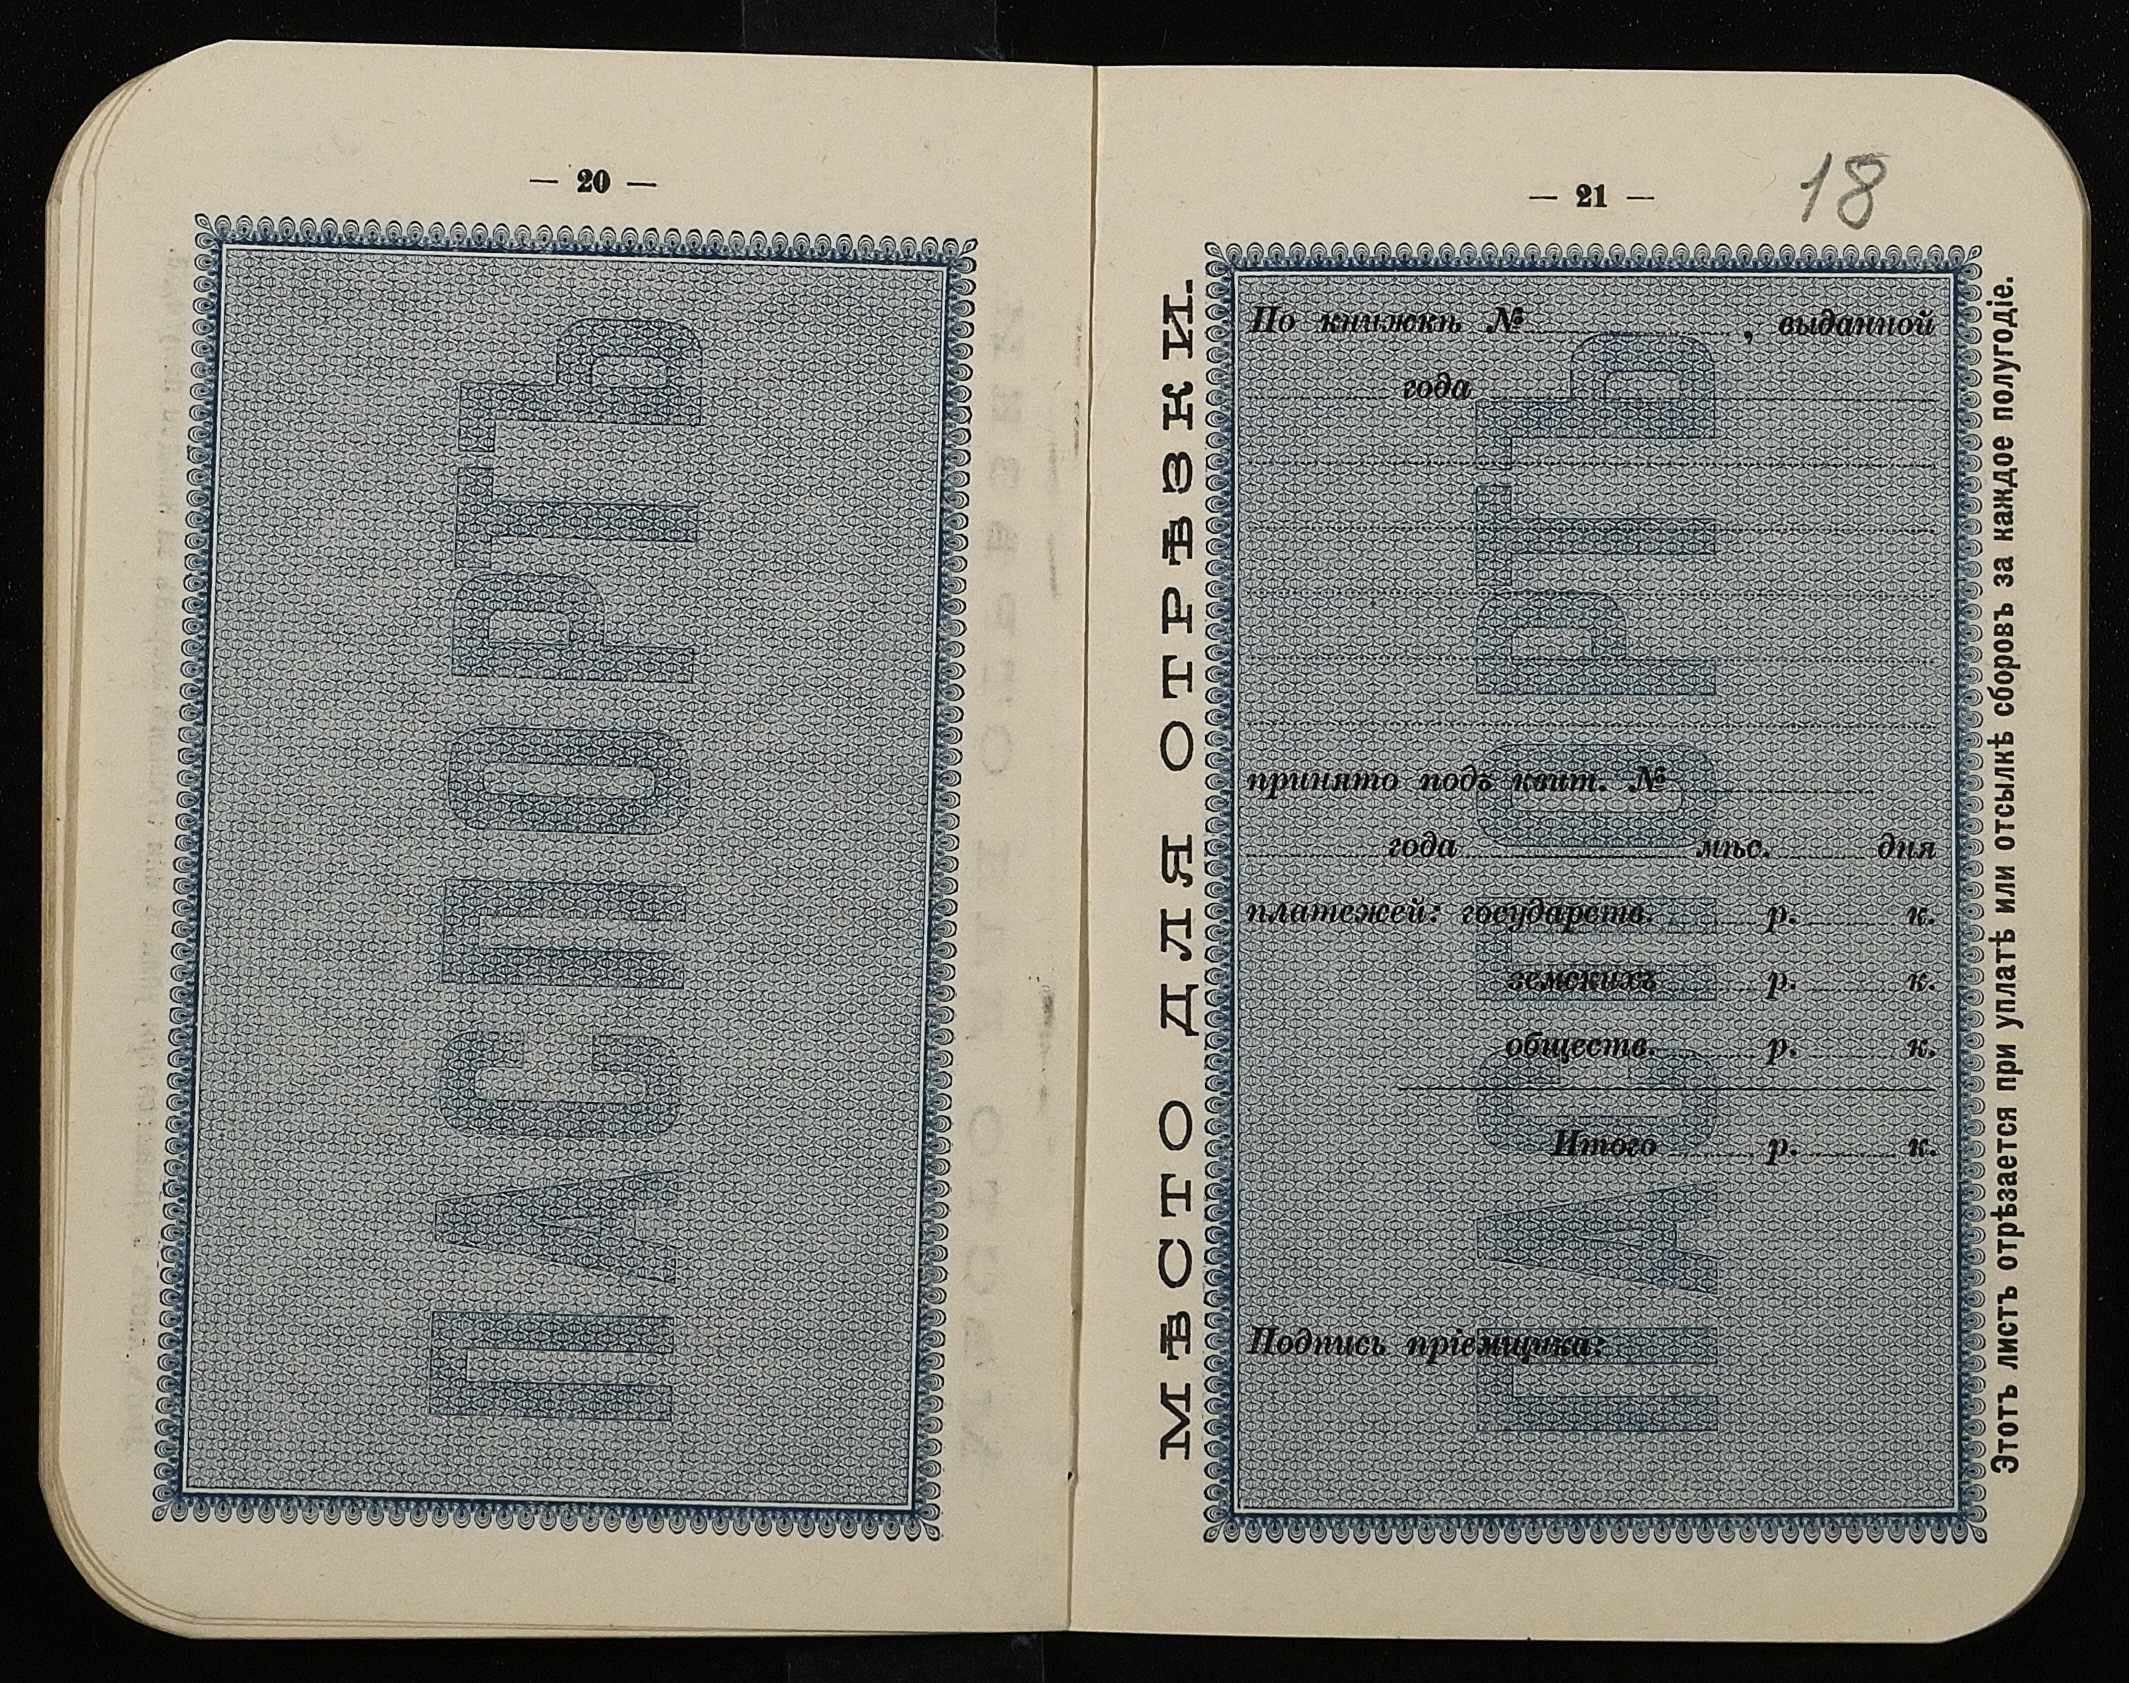 — 20 —
ПАСПОРТЪ
— 21 —
18
МѢСТО ДЛЯ ОТРѢЗКИ.
ПАСПОРТЪ
По книжкѣ № , выданной
года
принято подъ квит. №
года мѣс. дня
платежей: государств. р. к.
земскихъ р. к.
обществ. р. к.
Итого р. к.
Подпись пріемщика:
Этотъ листъ отрѣзается при уплатѣ или отсылкѣ сборовъ за каждое полугодіе.